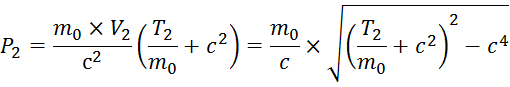 P₂ = (m₀ × V₂)/c² (T₂/m₀ + c²) = m₀/c × √((T₂/m₀ + c²)² − c⁴)